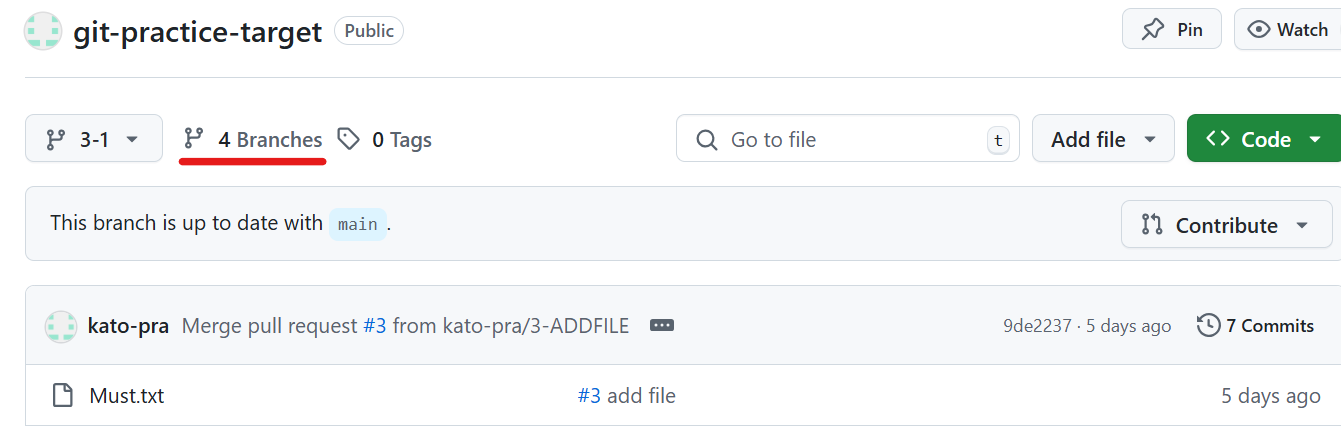 git-practice-target Public Pin Watch
3-1 4 Branches 0 Tags Go to file t Add file Code
This branch is up to date with main. Contribute
kato-pra Merge pull request #3 from kato-pra/3-ADDFILE 9de2237 · 5 days ago 7 Commits
Must.txt #3 add file 5 days ago